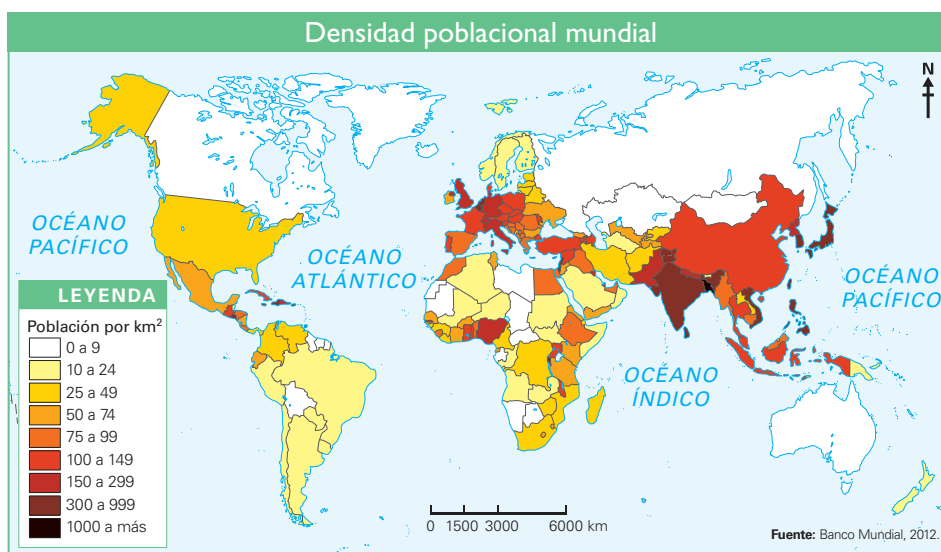 Densidad poblacional mundial
N
OCÉANO
PACÍFICO
OCÉANO
ATLÁNTICO
OCÉANO
PACÍFICO
OCÉANO
ÍNDICO
LEYENDA
Población por km²
0 a 9
10 a 24
25 a 49
50 a 74
75 a 99
100 a 149
150 a 299
300 a 999
1000 a más
0 1500 3000 6000 km
Fuente: Banco Mundial, 2012.